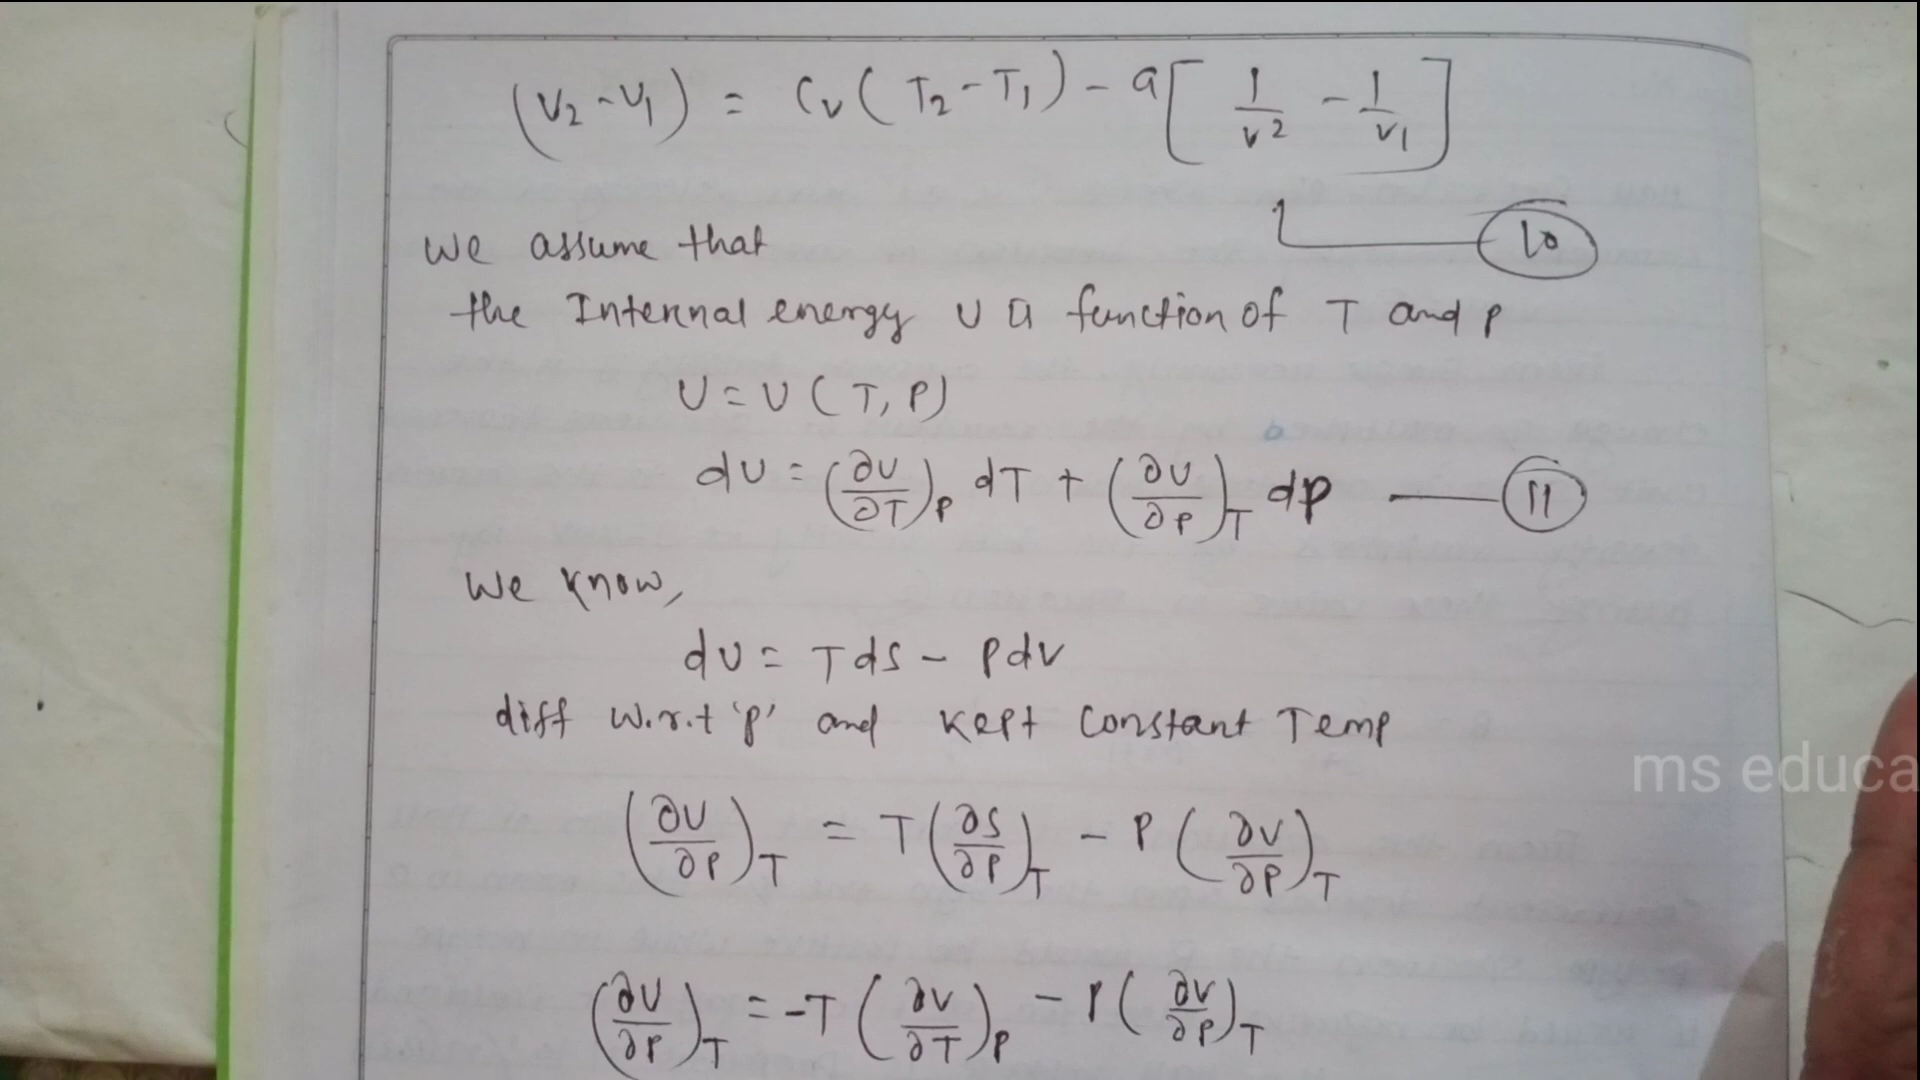 (U2 - U1) = Cv (T2 - T1) - a [1/v2 - 1/v1]
10
We assume that
the Internal energy U a function of T and P
U = U (T, P)
dU = (∂U/∂T)P dT + (∂U/∂P)T dP — 11
We know,
dU = Tds - Pdv
diff w.r.t 'p' and kept constant Temp
(∂U/∂P)T = T (∂S/∂P)T - P (∂V/∂P)T
ms educa
(∂U/∂P)T = -T (∂V/∂T)P - P (∂V/∂P)T